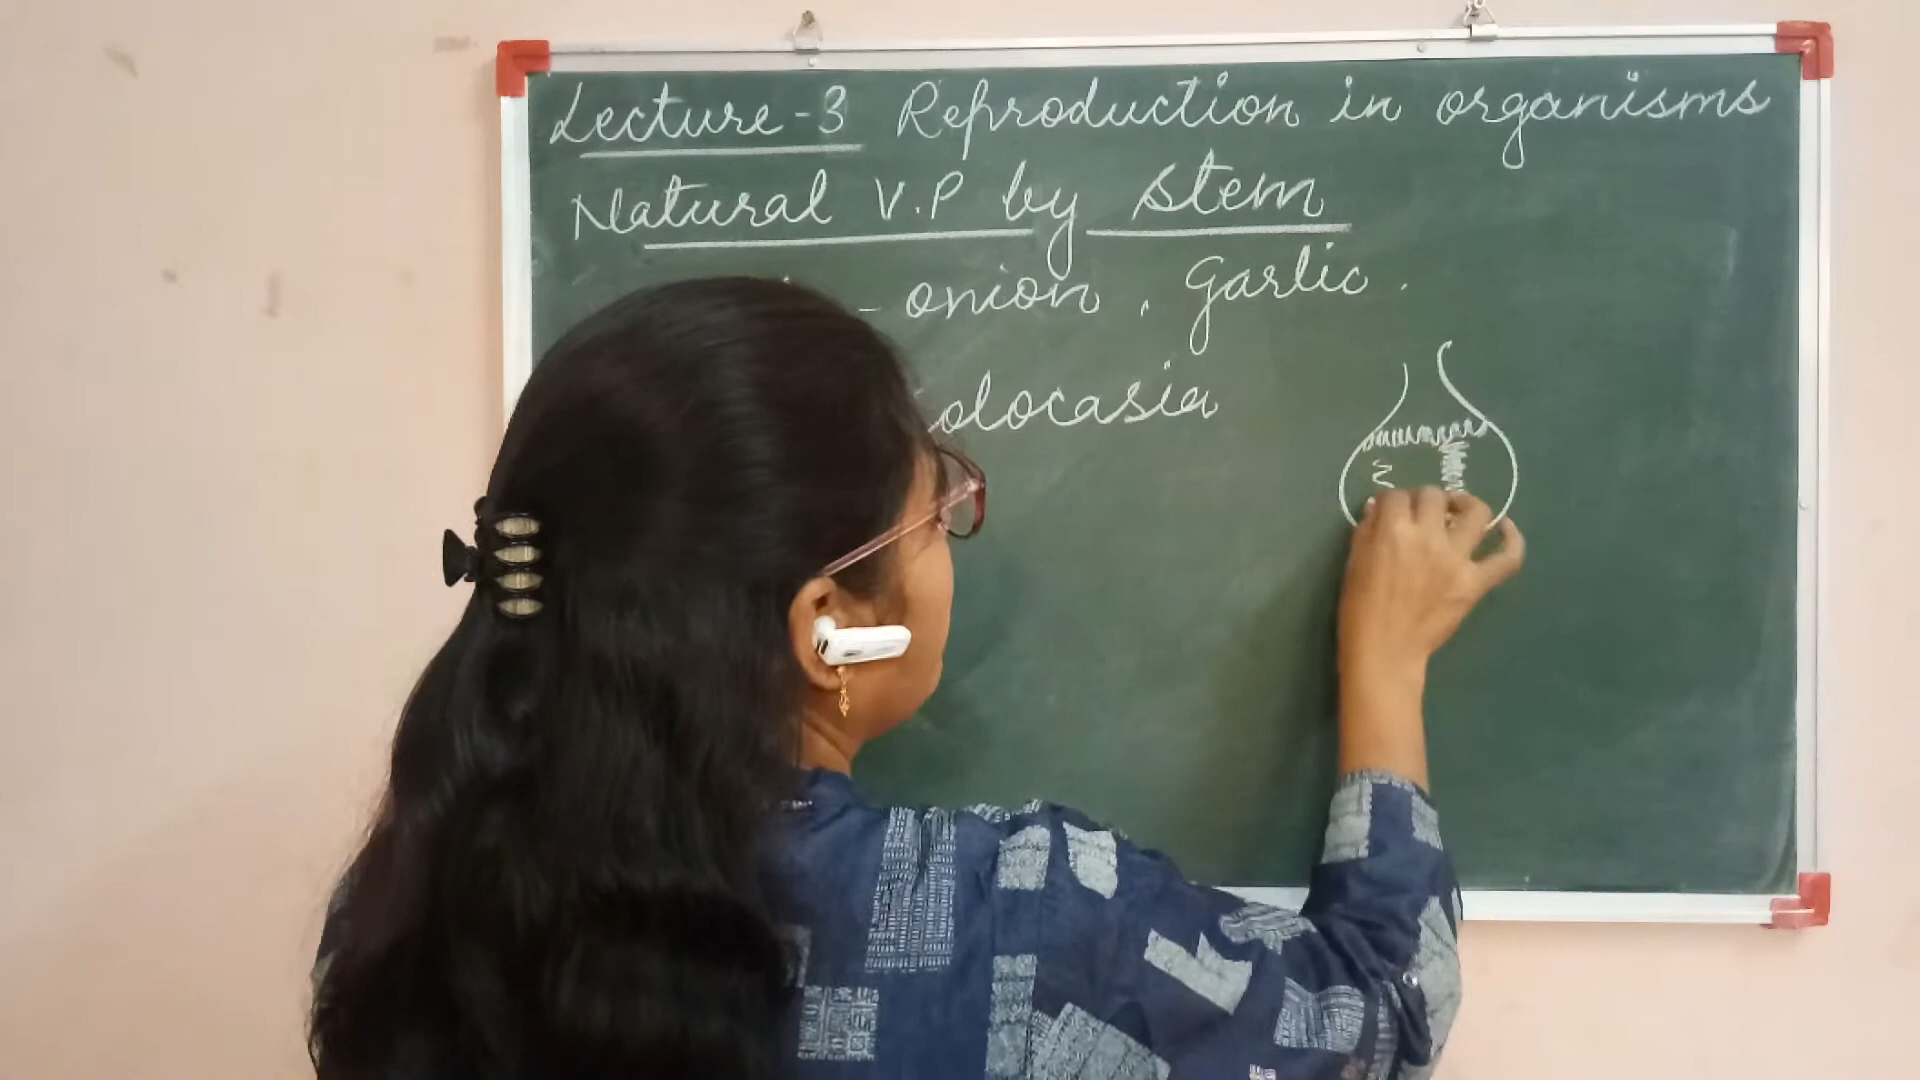 Lecture-3 Reproduction in organisms
Natural V.P by stem
- onion, Garlic.
olocasia